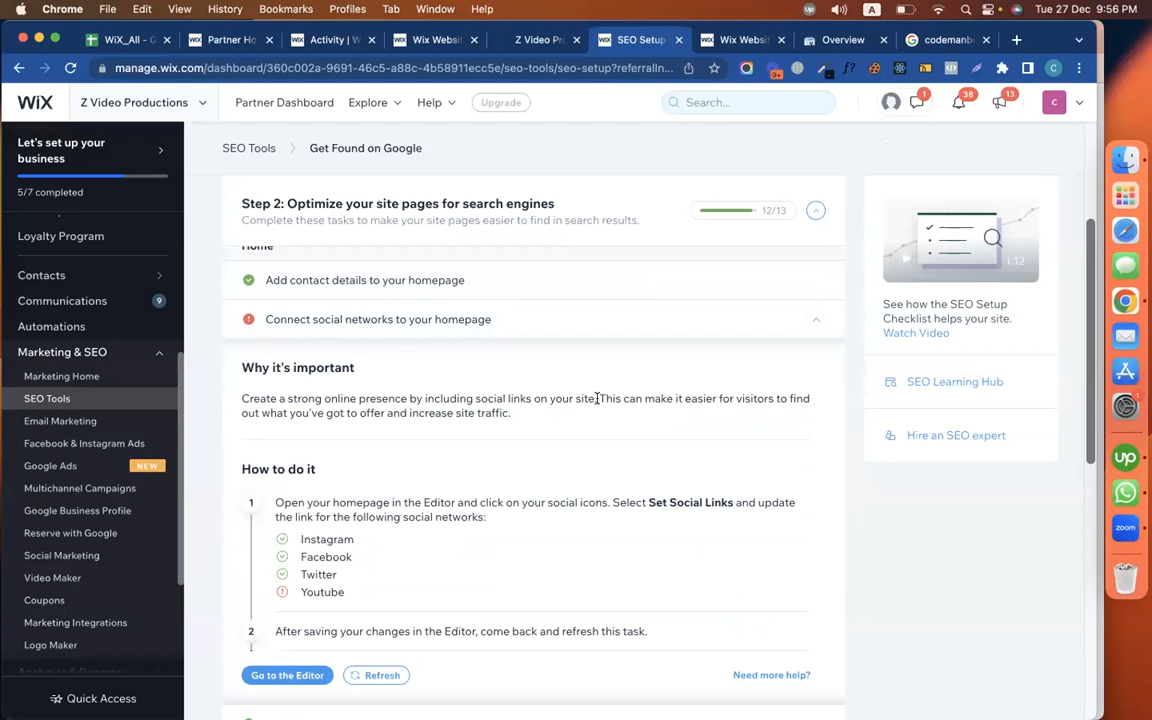 Chrome File Edit View History Bookmarks Profiles Tab Window Help
A
Tue 27 Dec 9:56 PM
WiX_All - G
Partner Ho
Activity | W
Wix Websit
Z Video Pro
SEO Setup
Wix Websit
Overview
codemanb
manage.wix.com/dashboard/360c002a-9691-46c5-a88c-4b58911ecc5e/seo-tools/seo-setup?referralIn...
9+
C
WiX
Z Video Productions
Partner Dashboard
Explore
Help
Upgrade
Search...
1
38
13
C
Let's set up your
business
5/7 completed
Loyalty Program
Contacts
Communications
9
Automations
Marketing & SEO
Marketing Home
SEO Tools
Email Marketing
Facebook & Instagram Ads
Google Ads
NEW
Multichannel Campaigns
Google Business Profile
Reserve with Google
Social Marketing
Video Maker
Coupons
Marketing Integrations
Logo Maker
Analytics & Reports
Quick Access
SEO Tools
Get Found on Google
Step 2: Optimize your site pages for search engines
Complete these tasks to make your site pages easier to find in search results.
12/13
Home
Add contact details to your homepage
Connect social networks to your homepage
Why it's important
Create a strong online presence by including social links on your site. This can make it easier for visitors to find
out what you've got to offer and increase site traffic.
How to do it
1
Open your homepage in the Editor and click on your social icons. Select Set Social Links and update
the link for the following social networks:
Instagram
Facebook
Twitter
Youtube
2
After saving your changes in the Editor, come back and refresh this task.
Go to the Editor
Refresh
Need more help?
1:12
See how the SEO Setup
Checklist helps your site.
Watch Video
SEO Learning Hub
Hire an SEO expert
1
up
zoom